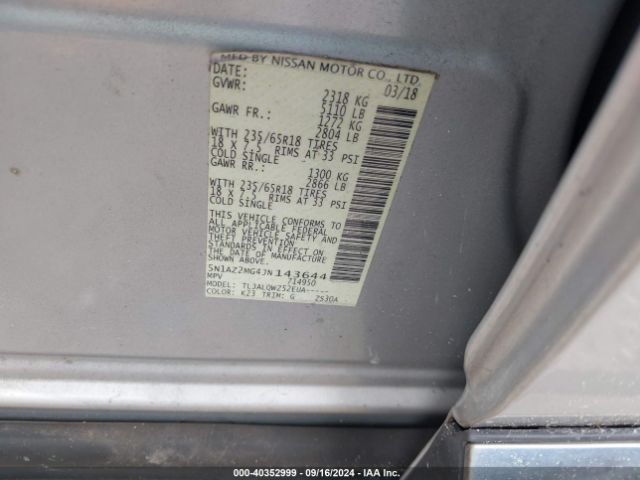 MFD BY NISSAN MOTOR CO., LTD.
DATE: 03/18
GVWR: 2318 KG
5110 LB
GAWR FR.: 1272 KG
2804 LB
WITH 235/65R18 TIRES
18 X 7.5 RIMS AT 33 PSI
COLD SINGLE
GAWR RR.: 1300 KG
2866 LB
WITH 235/65R18 TIRES
18 X 7.5 RIMS AT 33 PSI
COLD SINGLE
THIS VEHICLE CONFORMS TO
ALL APPLICABLE FEDERAL
MOTOR VEHICLE SAFETY AND
THEFT PREVENTION
STANDARDS IN EFFECT ON
THE DATE OF MANUFACTURE
SHOWN ABOVE.
5N1AZ2MG4JN143644
MPV 714950
MODEL: TLJALQWZ52EUA-----
COLOR: K23 TRIM: G ZS30A
000-40352999 - 09/16/2024 - IAA Inc.